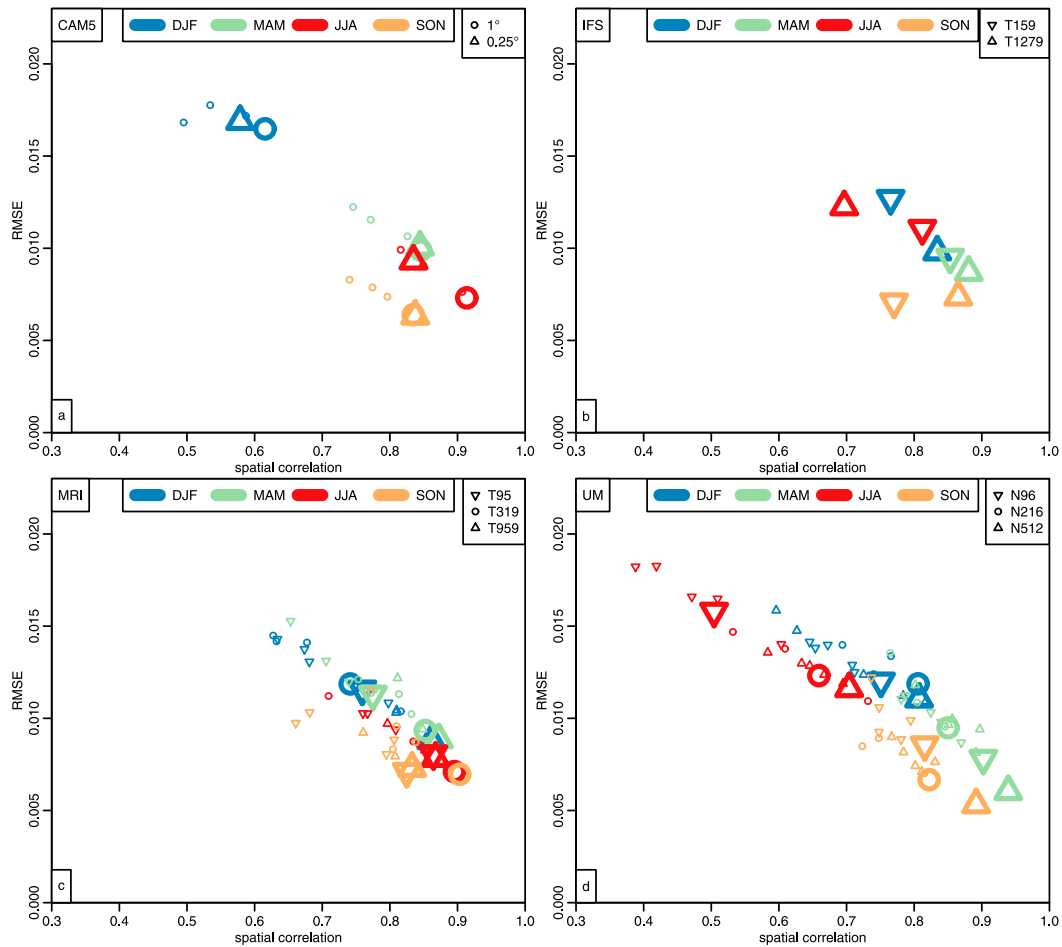 CAM5
DJF MAM JJA SON
1°
0.25°
0.020
0.015
0.010
0.005
0.000
RMSE
a
0.3 0.4 0.5 0.6 0.7 0.8 0.9 1.0
spatial correlation
IFS
DJF MAM JJA SON
T159
T1279
0.020
0.015
0.010
0.005
0.000
RMSE
b
0.3 0.4 0.5 0.6 0.7 0.8 0.9 1.0
spatial correlation
MRI
DJF MAM JJA SON
T95
T319
T959
0.020
0.015
0.010
0.005
0.000
RMSE
c
0.3 0.4 0.5 0.6 0.7 0.8 0.9 1.0
spatial correlation
UM
DJF MAM JJA SON
N96
N216
N512
0.020
0.015
0.010
0.005
0.000
RMSE
d
0.3 0.4 0.5 0.6 0.7 0.8 0.9 1.0
spatial correlation